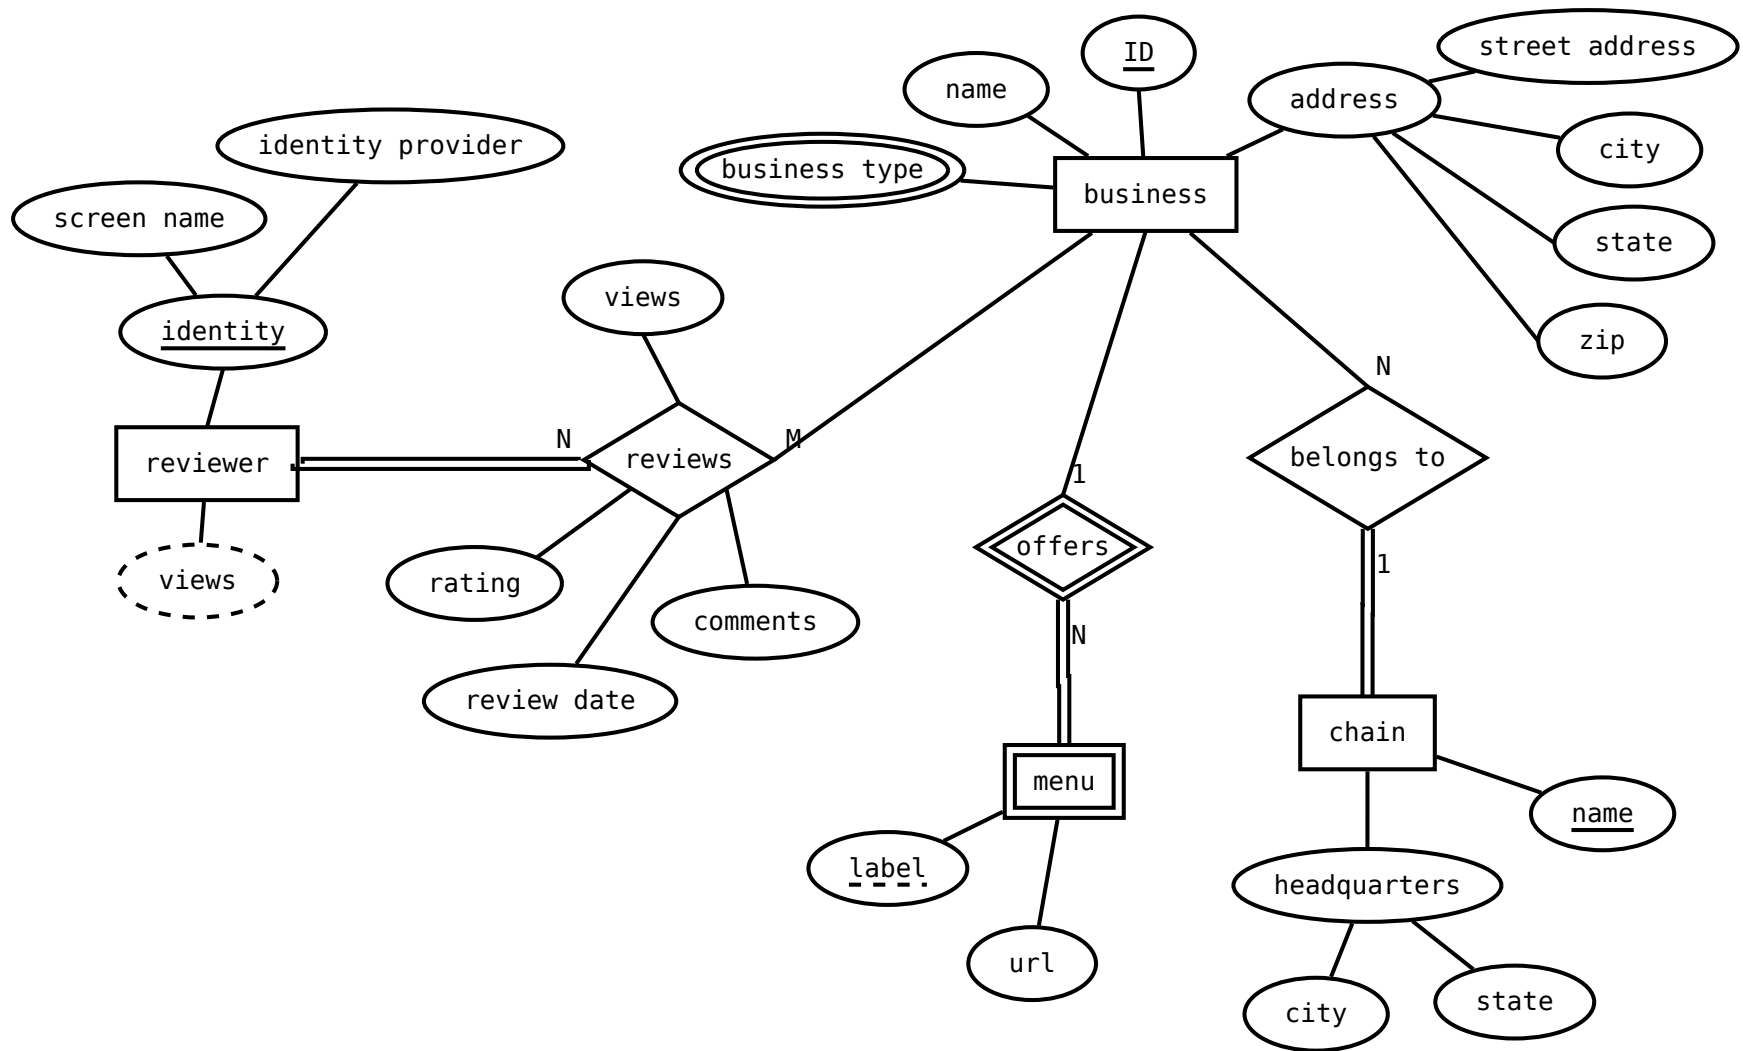 ID
street address
name
address
identity provider
city
business type
business
screen name
state
views
identity
zip
N
N
M
reviewer
reviews
belongs to
1
offers
1
views
rating
comments
N
review date
chain
menu
name
label
headquarters
url
city
state